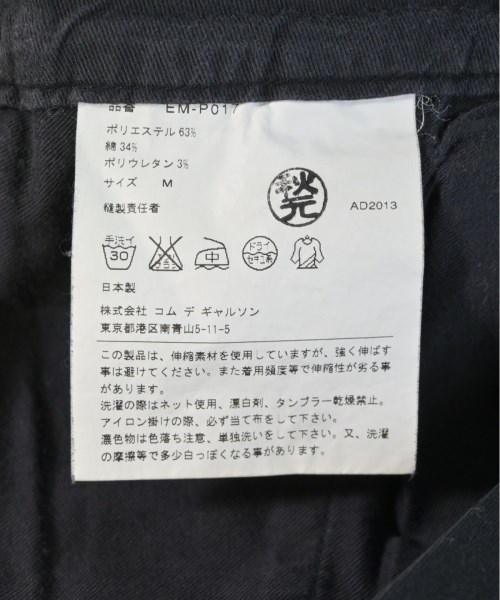 品番 EM-P017
ポリエステル 63%
綿 34%
ポリウレタン 3%
サイズ M
縫製責任者
AD2013
手洗イ
30
エンソサラシ
中
ドライ
セキユ系
日本製
株式会社 コム デ ギャルソン
東京都港区南青山5-11-5
この製品は、伸縮素材を使用していますが、強く伸ばす
事は避けてください。また着用頻度等で伸縮性が劣る事
があります。
洗濯の際はネット使用、漂白剤、タンブラー乾燥禁止。
アイロン掛けの際、必ず当て布をして下さい。
濃色物は色落ち注意、単独洗いをして下さい。又、洗濯
の摩擦等で多少白っぽくなる事が有ります。